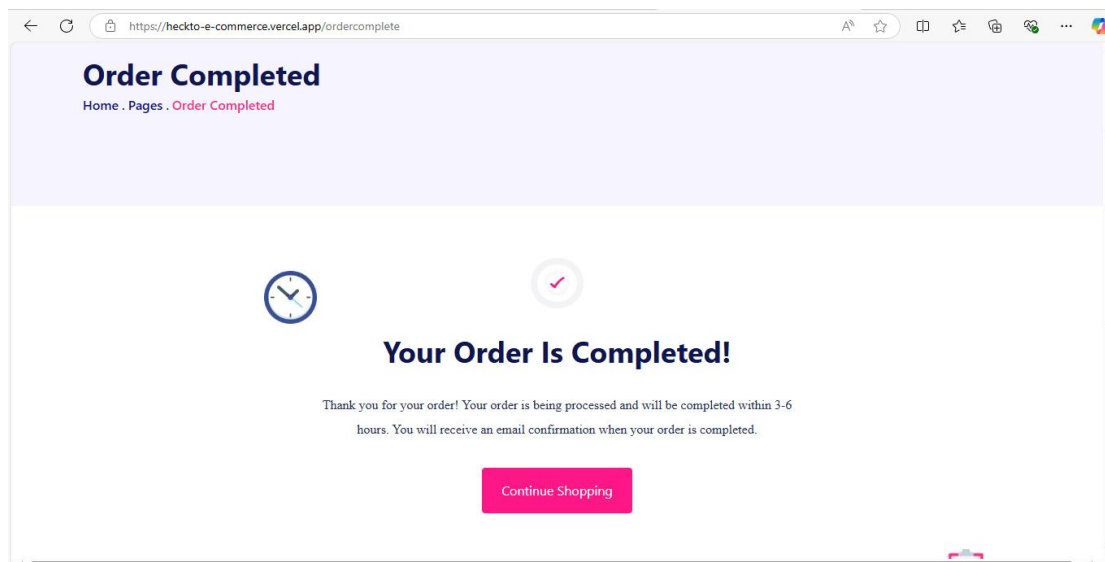 https://heckto-e-commerce.vercel.app/ordercomplete
Order Completed
Home . Pages . Order Completed
Your Order Is Completed!
Thank you for your order! Your order is being processed and will be completed within 3-6
hours. You will receive an email confirmation when your order is completed.
Continue Shopping